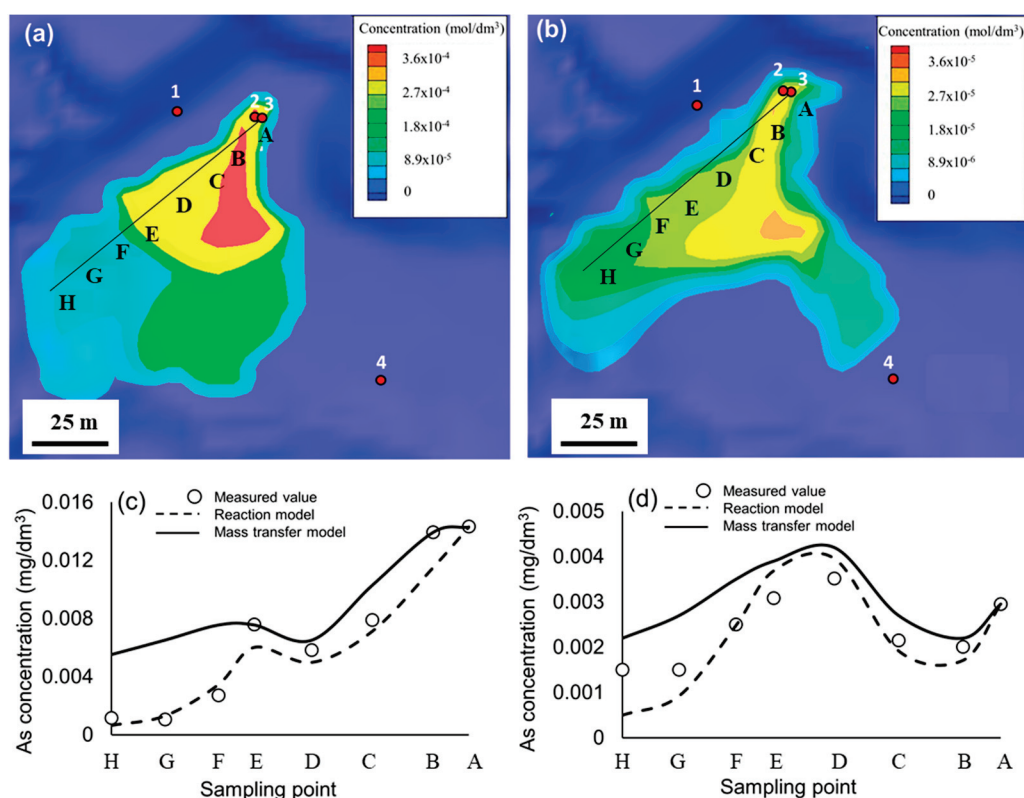 (a)
Concentration (mol/dm³)
3.6x10⁻⁴
2.7x10⁻⁴
1.8x10⁻⁴
8.9x10⁻⁵
0
1
2 3
A
B
C
D
E
F
G
H
4
25 m
(b)
Concentration (mol/dm³)
3.6x10⁻⁵
2.7x10⁻⁵
1.8x10⁻⁵
8.9x10⁻⁶
0
1
2
3
A
B
C
D
E
F
G
H
4
25 m
(c)
Measured value
Reaction model
Mass transfer model
As concentration (mg/dm³)
0.016
0.012
0.008
0.004
0
H G F E D C B A
Sampling point
(d)
Measured value
Reaction model
Mass transfer model
As concentration (mg/dm³)
0.005
0.004
0.003
0.002
0.001
0
H G F E D C B A
Sampling point